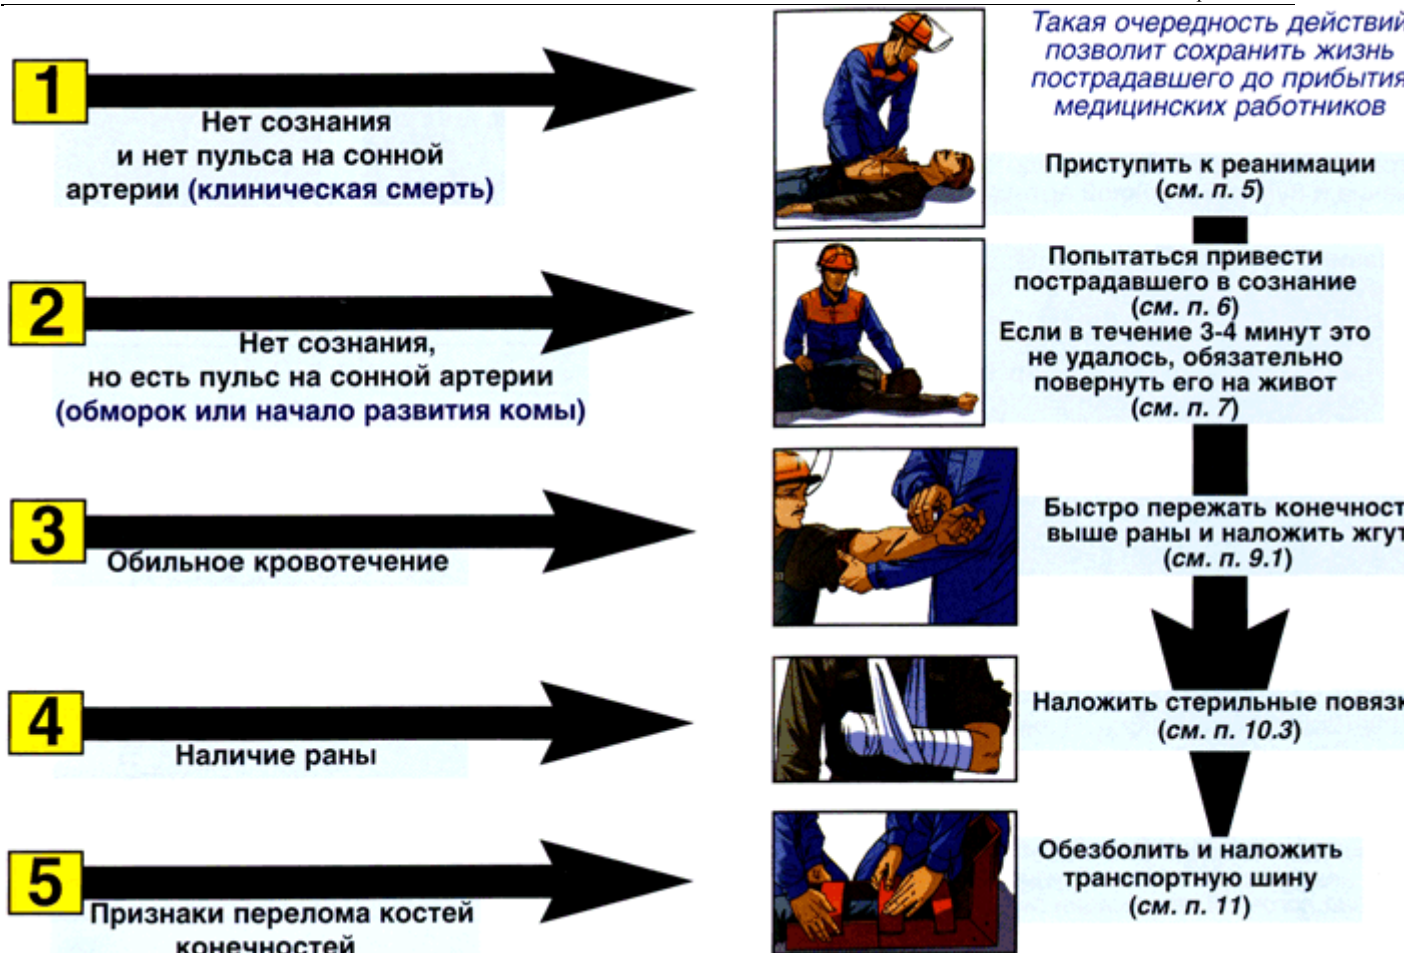 Такая очередность действий
позволит сохранить жизнь
пострадавшего до прибытия
медицинских работников
1
Нет сознания
и нет пульса на сонной
артерии (клиническая смерть)
Приступить к реанимации
(см. п. 5)
2
Нет сознания,
но есть пульс на сонной артерии
(обморок или начало развития комы)
Попытаться привести
пострадавшего в сознание
(см. п. 6)
Если в течение 3-4 минут это
не удалось, обязательно
повернуть его на живот
(см. п. 7)
3
Обильное кровотечение
Быстро пережать конечност
выше раны и наложить жгут
(см. п. 9.1)
4
Наличие раны
Наложить стерильные повязк
(см. п. 10.3)
5
Признаки перелома костей
конечностей
Обезболить и наложить
транспортную шину
(см. п. 11)